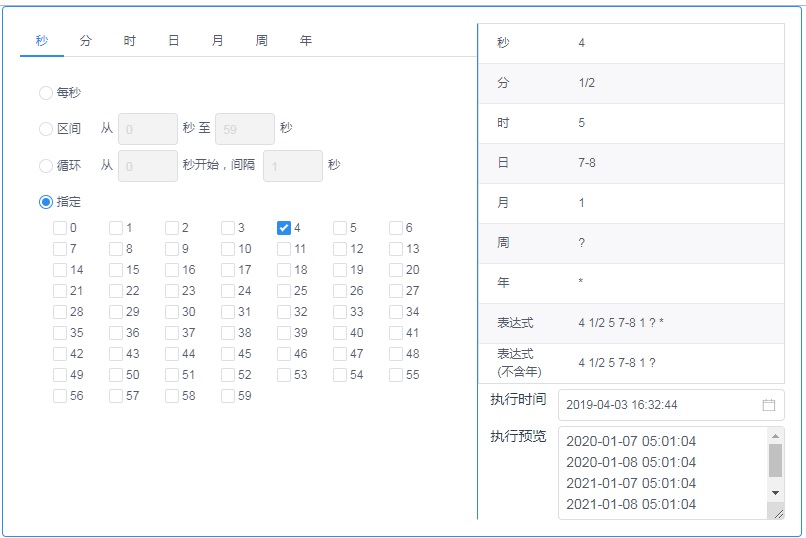 秒 分 时 日 月 周 年
每秒
区间 从 0 秒 至 59 秒
循环 从 0 秒开始，间隔 1 秒
指定
0 1 2 3 4 5 6
7 8 9 10 11 12 13
14 15 16 17 18 19 20
21 22 23 24 25 26 27
28 29 30 31 32 33 34
35 36 37 38 39 40 41
42 43 44 45 46 47 48
49 50 51 52 53 54 55
56 57 58 59
秒 4
分 1/2
时 5
日 7-8
月 1
周 ?
年 *
表达式 4 1/2 5 7-8 1 ? *
表达式
(不含年) 4 1/2 5 7-8 1 ?
执行时间 2019-04-03 16:32:44
执行预览 2020-01-07 05:01:04
2020-01-08 05:01:04
2021-01-07 05:01:04
2021-01-08 05:01:04